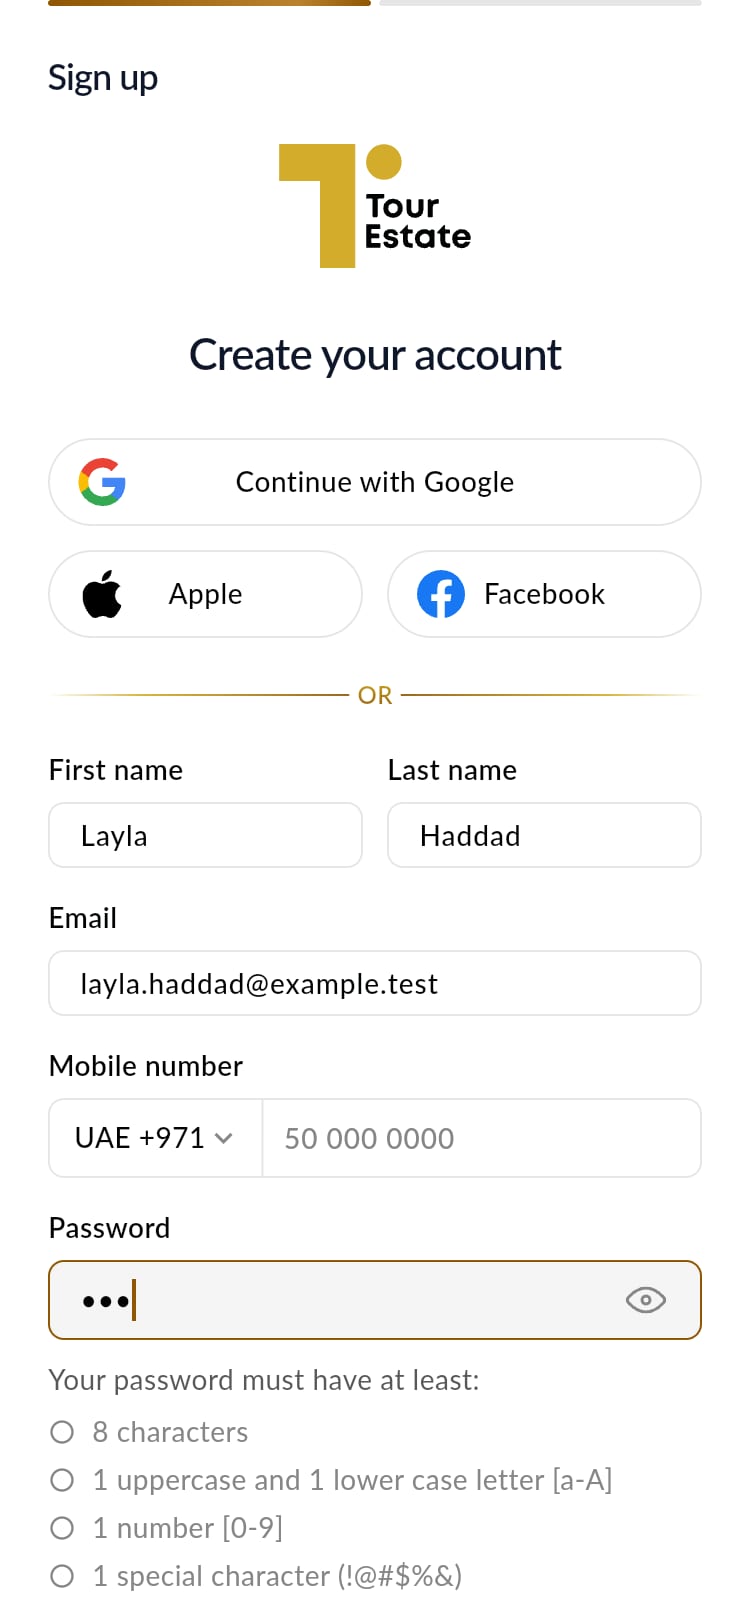 Sign up
Tour
Estate
Create your account
Continue with Google
Apple
Facebook
OR
First name
Last name
Layla
Haddad
Email
layla.haddad@example.test
Mobile number
UAE +971
50 000 0000
Password
•••
Your password must have at least:
8 characters
1 uppercase and 1 lower case letter [a-A]
1 number [0-9]
1 special character (!@#$%&)